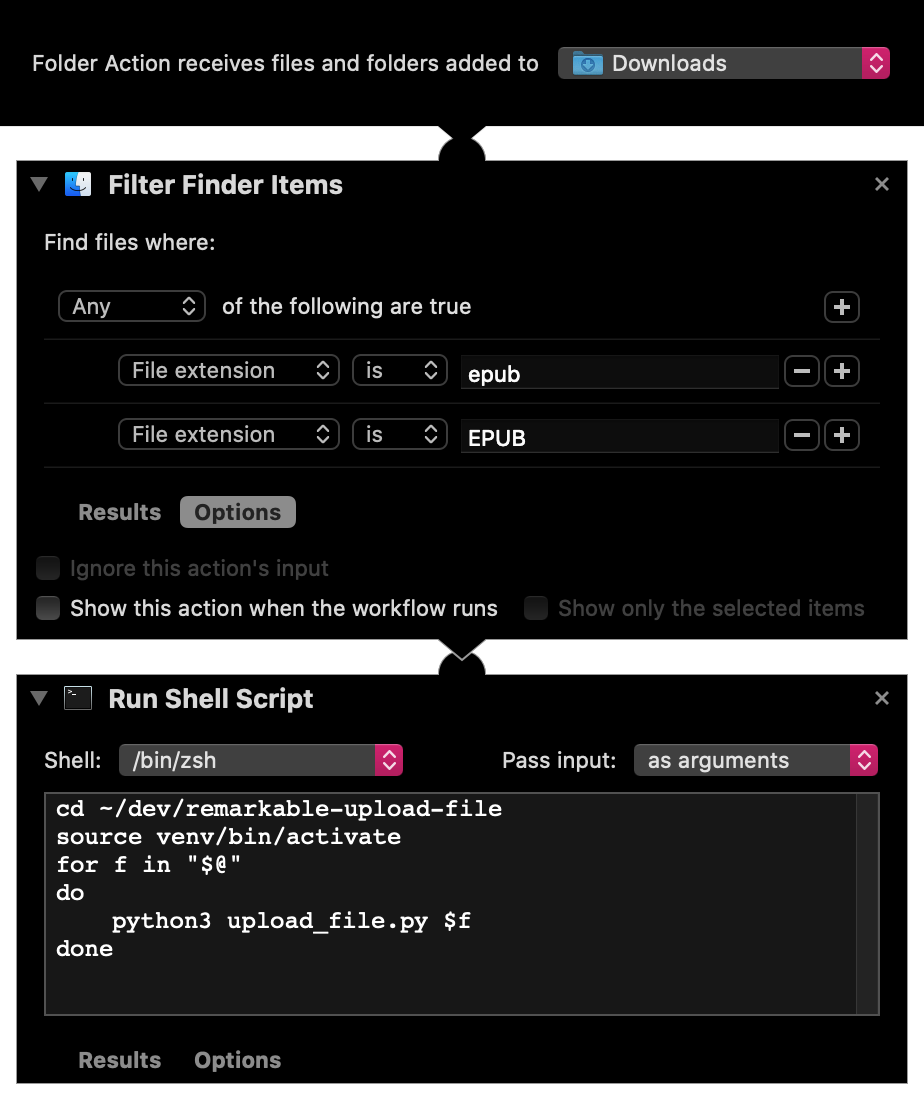 Folder Action receives files and folders added to Downloads
Filter Finder Items
Find files where:
Any of the following are true
File extension is epub
File extension is EPUB
Results Options
Ignore this action's input
Show this action when the workflow runs Show only the selected items
Run Shell Script
Shell: /bin/zsh Pass input: as arguments
cd ~/dev/remarkable-upload-file
source venv/bin/activate
for f in "$@"
do
    python3 upload_file.py $f
done
Results Options